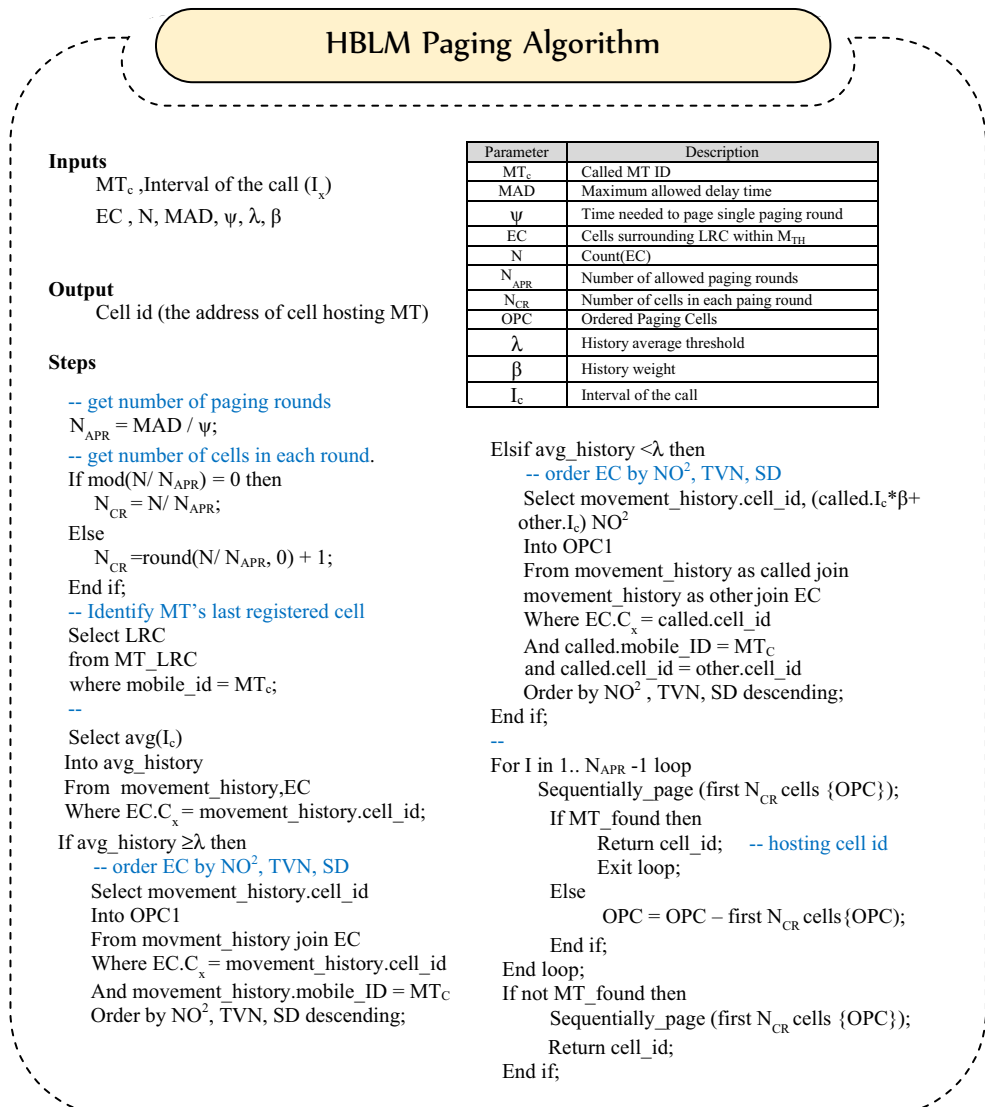 HBLM Paging Algorithm
Inputs
MTc ,Interval of the call (Ix)
EC , N, MAD, ψ, λ, β
Output
Cell id (the address of cell hosting MT)
Parameter Description
MTc Called MT ID
MAD Maximum allowed delay time
ψ Time needed to page single paging round
EC Cells surrounding LRC within MTH
N Count(EC)
NAPR Number of allowed paging rounds
NCR Number of cells in each paing round
OPC Ordered Paging Cells
λ History average threshold
β History weight
Ic Interval of the call
Steps
-- get number of paging rounds
NAPR = MAD / ψ;
-- get number of cells in each round.
If mod(N/ NAPR) = 0 then
NCR = N/ NAPR;
Else
NCR =round(N/ NAPR, 0) + 1;
End if;
-- Identify MT's last registered cell
Select LRC
from MT_LRC
where mobile_id = MTc;
--
Select avg(Ic)
Into avg_history
From movement_history,EC
Where EC.Cx = movement_history.cell_id;
If avg_history ≥λ then
-- order EC by NO², TVN, SD
Select movement_history.cell_id
Into OPC1
From movment_history join EC
Where EC.Cx = movement_history.cell_id
And movement_history.mobile_ID = MTC
Order by NO², TVN, SD descending;
Elsif avg_history <λ then
-- order EC by NO², TVN, SD
Select movement_history.cell_id, (called.Ic*β+
other.Ic) NO²
Into OPC1
From movement_history as called join
movement_history as other join EC
Where EC.Cx = called.cell_id
And called.mobile_ID = MTC
and called.cell_id = other.cell_id
Order by NO² , TVN, SD descending;
End if;
--
For I in 1.. NAPR -1 loop
Sequentially_page (first NCR cells {OPC});
If MT_found then
Return cell_id; -- hosting cell id
Exit loop;
Else
OPC = OPC – first NCR cells{OPC);
End if;
End loop;
If not MT_found then
Sequentially_page (first NCR cells {OPC});
Return cell_id;
End if;